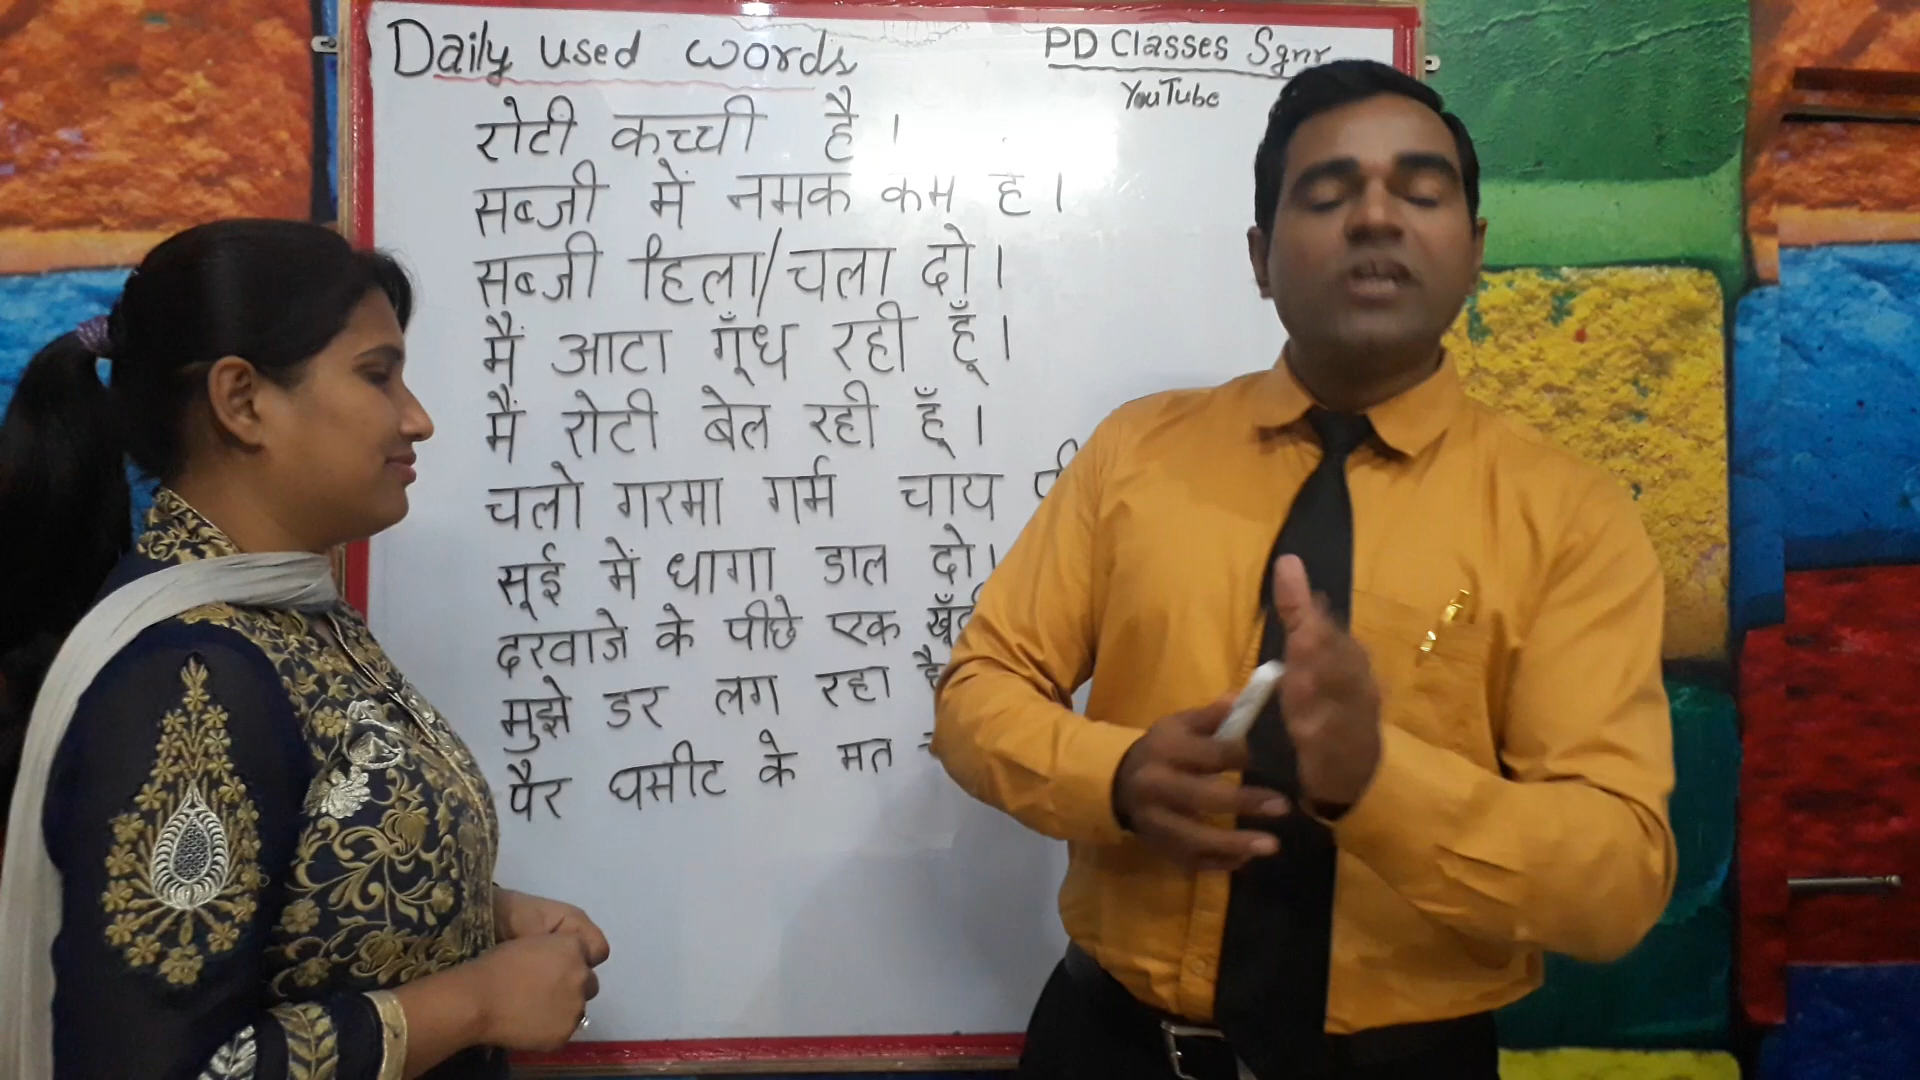 Daily used words
PD Classes Sgnr
YouTube
रोटी कच्ची है ।
सब्जी में नमक कम ह ।
सब्जी हिला/चला दो ।
मैं आटा गूँध रही हूँ ।
मैं रोटी बेल रही हूँ ।
चलो गरमा गर्म चाय
सूई में धागा डाल दो ।
दरवाजे के पीछे एक
मुझे डर लग रहा है
पैर घसीट के मत